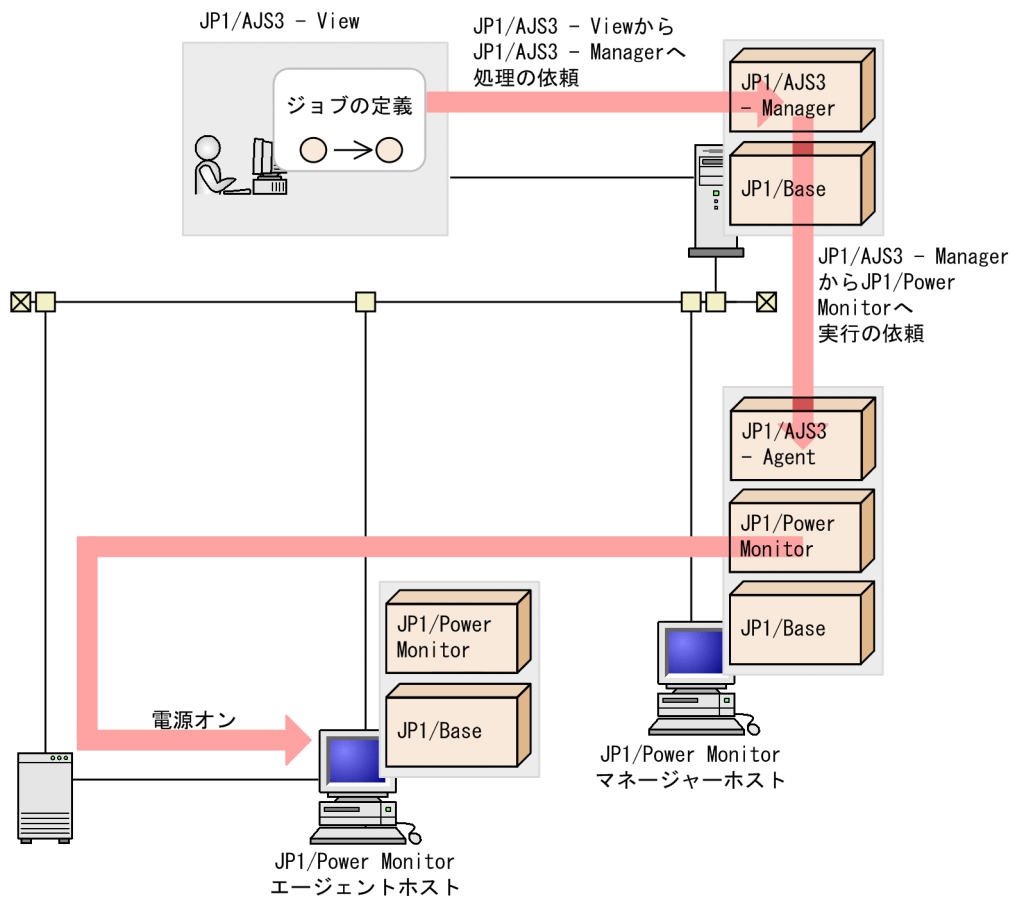 JP1/AJS3 - View
JP1/AJS3 - Viewから
JP1/AJS3 - Managerへ
処理の依頼
ジョブの定義
JP1/AJS3
- Manager
JP1/Base
JP1/AJS3 - Manager
からJP1/Power
Monitorへ
実行の依頼
JP1/AJS3
- Agent
JP1/Power
Monitor
JP1/Base
JP1/Power Monitor
マネージャーホスト
JP1/Power
Monitor
JP1/Base
電源オン
JP1/Power Monitor
エージェントホスト